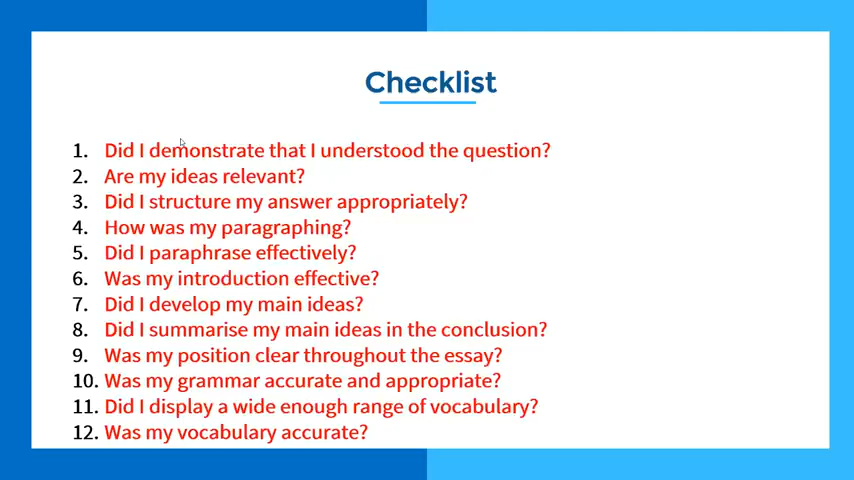 Checklist
1. Did I demonstrate that I understood the question?
2. Are my ideas relevant?
3. Did I structure my answer appropriately?
4. How was my paragraphing?
5. Did I paraphrase effectively?
6. Was my introduction effective?
7. Did I develop my main ideas?
8. Did I summarise my main ideas in the conclusion?
9. Was my position clear throughout the essay?
10. Was my grammar accurate and appropriate?
11. Did I display a wide enough range of vocabulary?
12. Was my vocabulary accurate?